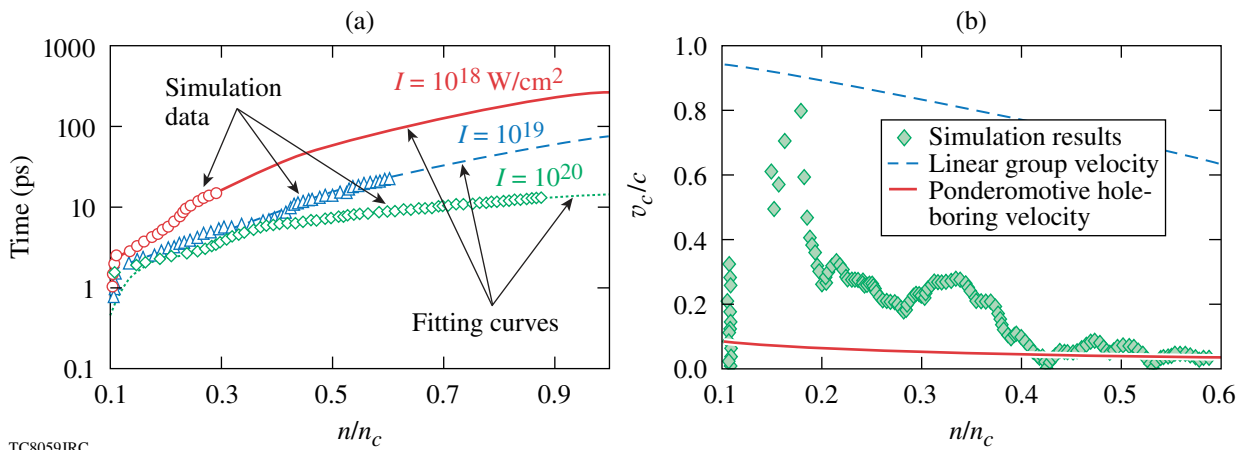 (a)
1000
100
10
1
0.1
Time (ps)
Simulation
data
I = 10^18 W/cm^2
I = 10^19
I = 10^20
Fitting curves
0.1 0.3 0.5 0.7 0.9
n/n_c
(b)
1.0
0.8
0.6
0.4
0.2
0.0
v_c/c
Simulation results
Linear group velocity
Ponderomotive hole-
boring velocity
0.1 0.2 0.3 0.4 0.5 0.6
n/n_c
TC8059JRC